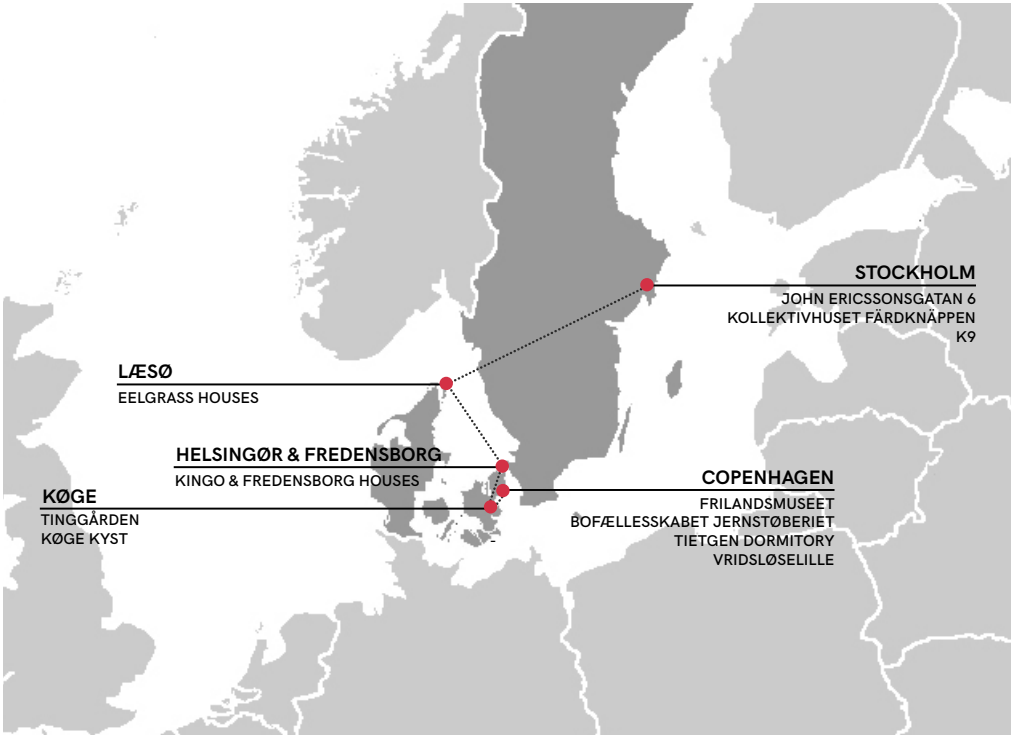 STOCKHOLM
JOHN ERICSSONSGATAN 6
KOLLEKTIVHUSET FÄRDKNÄPPEN
K9
LÆSØ
EELGRASS HOUSES
HELSINGØR & FREDENSBORG
KINGO & FREDENSBORG HOUSES
COPENHAGEN
FRILANDSMUSEET
BOFÆLLESSKABET JERNSTØBERIET
TIETGEN DORMITORY
VRIDSLØSELILLE
KØGE
TINGGÅRDEN
KØGE KYST
-